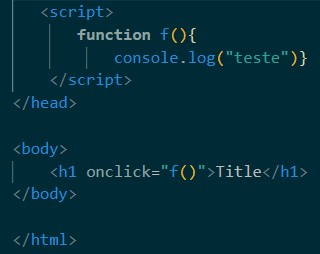 <script>
function f(){
console.log("teste")}
</script>
</head>
<body>
<h1 onclick="f()">Title</h1>
</body>
</html>